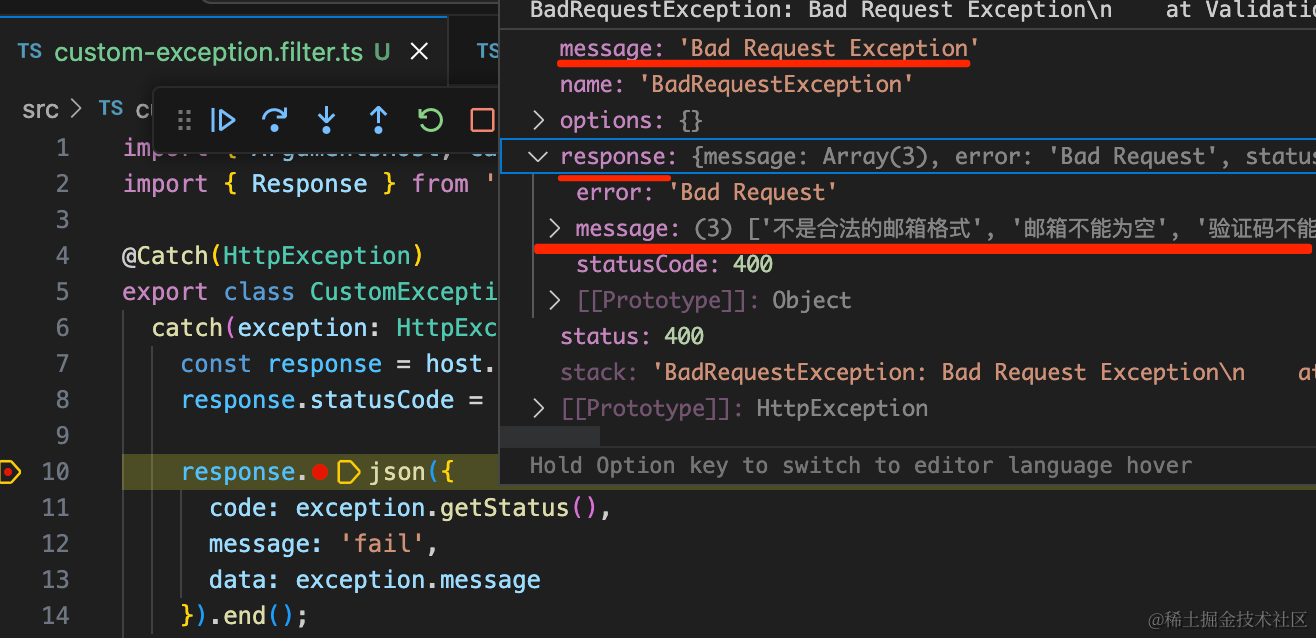 BadRequestException: Bad Request Exception\n at Validatio
TS custom-exception.filter.ts U
TS
message: 'Bad Request Exception'
name: 'BadRequestException'
src > TS cu
options: {}
1 import { ArgumentsHost, Ca
response: {message: Array(3), error: 'Bad Request', status
2 import { Response } from '
error: 'Bad Request'
3
message: (3) ['不是合法的邮箱格式', '邮箱不能为空', '验证码不能
4 @Catch(HttpException)
statusCode: 400
5 export class CustomExcepti
[[Prototype]]: Object
6 catch(exception: HttpExc
status: 400
7 const response = host.
stack: 'BadRequestException: Bad Request Exception\n at
8 response.statusCode =
[[Prototype]]: HttpException
9
Hold Option key to switch to editor language hover
10 response.json({
11 code: exception.getStatus(),
12 message: 'fail',
13 data: exception.message
14 }).end();
@稀土掘金技术社区